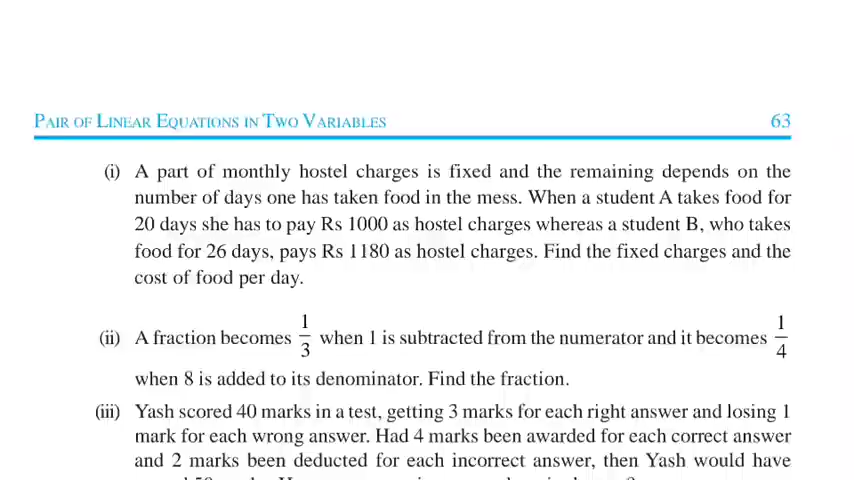 PAIR OF LINEAR EQUATIONS IN TWO VARIABLES 63
(i) A part of monthly hostel charges is fixed and the remaining depends on the
number of days one has taken food in the mess. When a student A takes food for
20 days she has to pay Rs 1000 as hostel charges whereas a student B, who takes
food for 26 days, pays Rs 1180 as hostel charges. Find the fixed charges and the
cost of food per day.
(ii) A fraction becomes 1/3 when 1 is subtracted from the numerator and it becomes 1/4
when 8 is added to its denominator. Find the fraction.
(iii) Yash scored 40 marks in a test, getting 3 marks for each right answer and losing 1
mark for each wrong answer. Had 4 marks been awarded for each correct answer
and 2 marks been deducted for each incorrect answer, then Yash would have